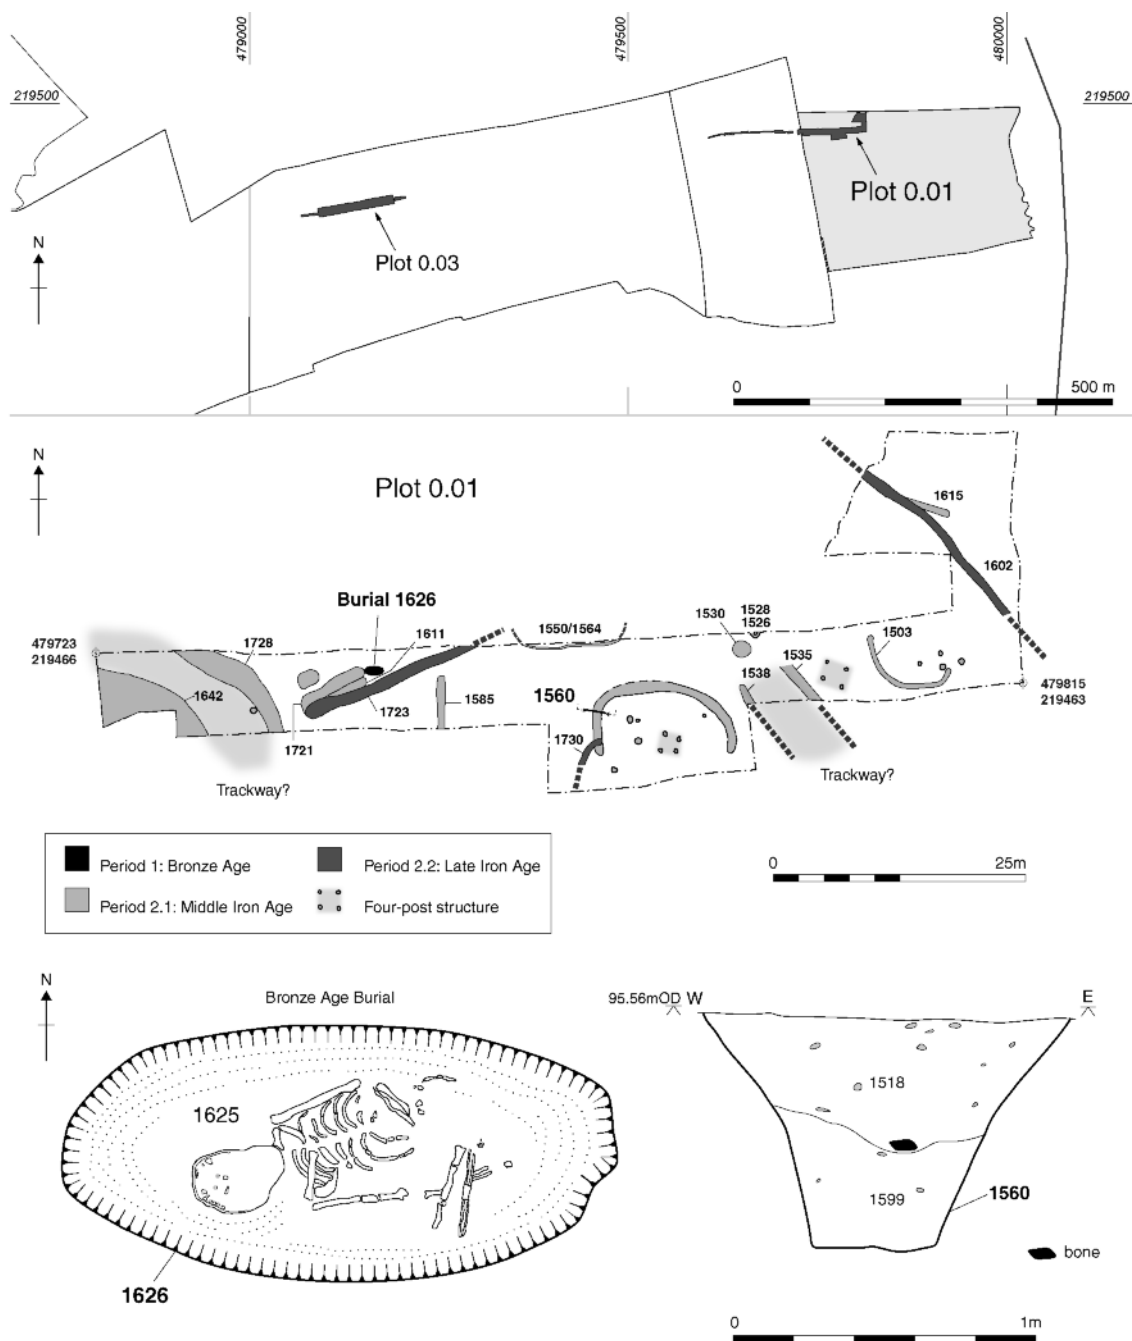 479000
479500
480000
219500
219500
Plot 0.01
Plot 0.03
N
0
500 m
N
Plot 0.01
1615
1602
Burial 1626
1611
1550/1564
1530
1528
1526
1503
479723
219466
1728
1535
1538
1642
1560
1585
479815
219463
1723
1730
1721
Trackway?
Trackway?
Period 1: Bronze Age
Period 2.2: Late Iron Age
Period 2.1: Middle Iron Age
Four-post structure
0
25m
N
Bronze Age Burial
95.56mOD W
E
1625
1518
1599
1560
bone
1626
0
1m